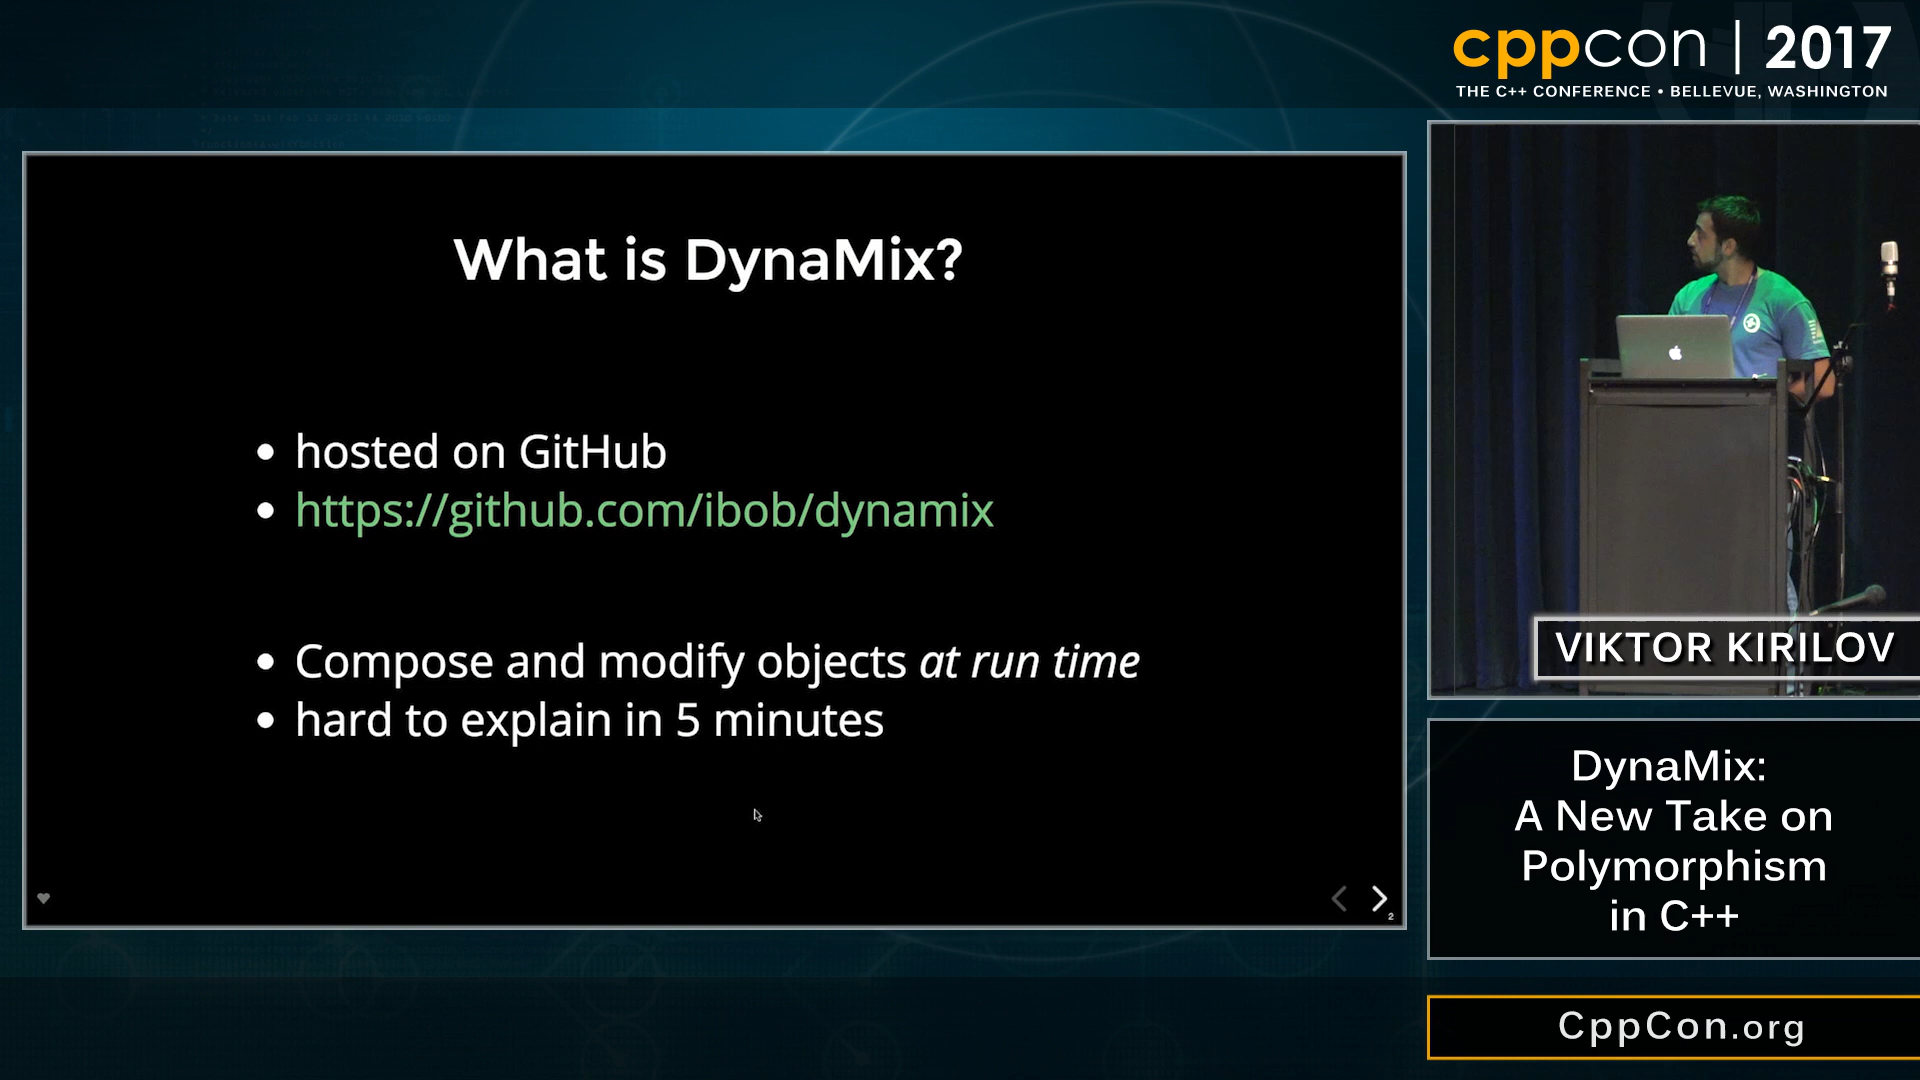 cppcon | 2017
THE C++ CONFERENCE • BELLEVUE, WASHINGTON
What is DynaMix?
• hosted on GitHub
• https://github.com/ibob/dynamix
• Compose and modify objects at run time
• hard to explain in 5 minutes
2
VIKTOR KIRILOV
DynaMix:
A New Take on
Polymorphism
in C++
CppCon.org